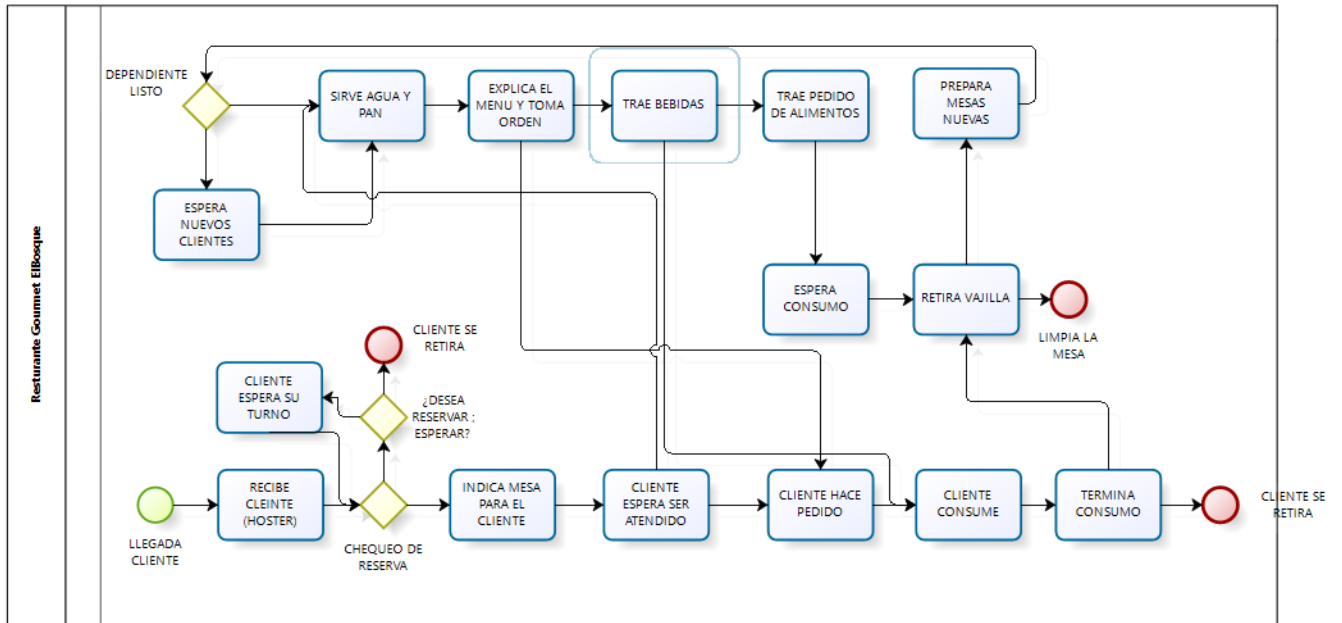 Resturante Gourmet ElBosque
DEPENDIENTE
LISTO
SIRVE AGUA Y
PAN
EXPLICA EL
MENU Y TOMA
ORDEN
TRAE BEBIDAS
TRAE PEDIDO
DE ALIMENTOS
PREPARA
MESAS
NUEVAS
ESPERA
NUEVOS
CLIENTES
ESPERA
CONSUMO
RETIRA VAJILLA
LIMPIA LA
MESA
CLIENTE SE
RETIRA
CLIENTE
ESPERA SU
TURNO
¿DESEA
RESERVAR ;
ESPERAR?
LLEGADA
CLIENTE
RECIBE
CLEINTE
(HOSTER)
CHEQUEO DE
RESERVA
INDICA MESA
PARA EL
CLIENTE
CLIENTE
ESPERA SER
ATENDIDO
CLIENTE HACE
PEDIDO
CLIENTE
CONSUME
TERMINA
CONSUMO
CLIENTE SE
RETIRA